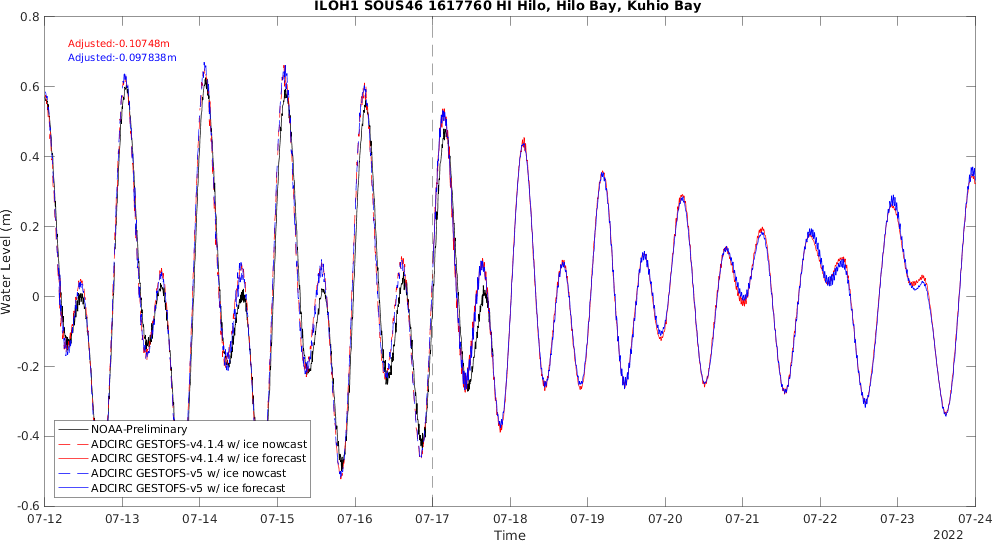 ILOH1 SOUS46 1617760 HI Hilo, Hilo Bay, Kuhio Bay
Adjusted:-0.10748m
Adjusted:-0.097838m
Water Level (m)
0.8
0.6
0.4
0.2
0
-0.2
-0.4
-0.6
NOAA-Preliminary
ADCIRC GESTOFS-v4.1.4 w/ ice nowcast
ADCIRC GESTOFS-v4.1.4 w/ ice forecast
ADCIRC GESTOFS-v5 w/ ice nowcast
ADCIRC GESTOFS-v5 w/ ice forecast
07-12 07-13 07-14 07-15 07-16 07-17 07-18 07-19 07-20 07-21 07-22 07-23 07-24
Time
2022